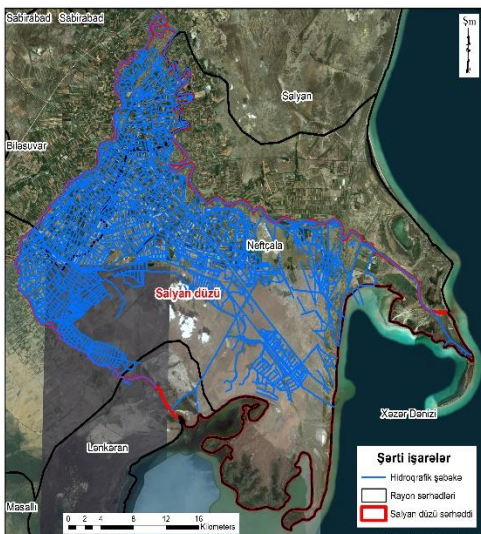 Sabirabad Sabirabad
Şm
Salyan
Biləsuvar
Neftçala
Salyan düzü
Xəzər Dənizi
Lənkəran
Masallı
Şərti işarələr
Hidroqrafik şəbəkə
Rayon sərhədləri
Salyan düzü sərhəddi
0 2 4 8 12 16
Kilometers